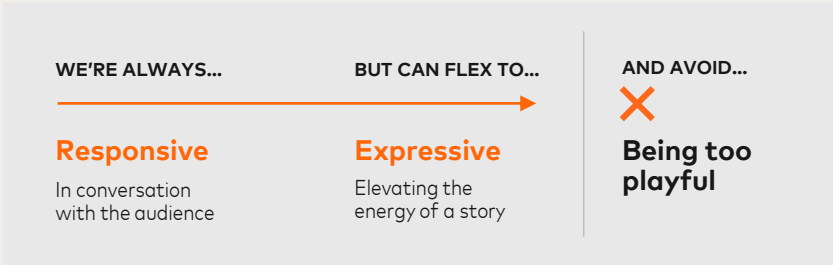 WE'RE ALWAYS...
Responsive
In conversation
with the audience
BUT CAN FLEX TO...
Expressive
Elevating the
energy of a story
AND AVOID...
Being too
playful